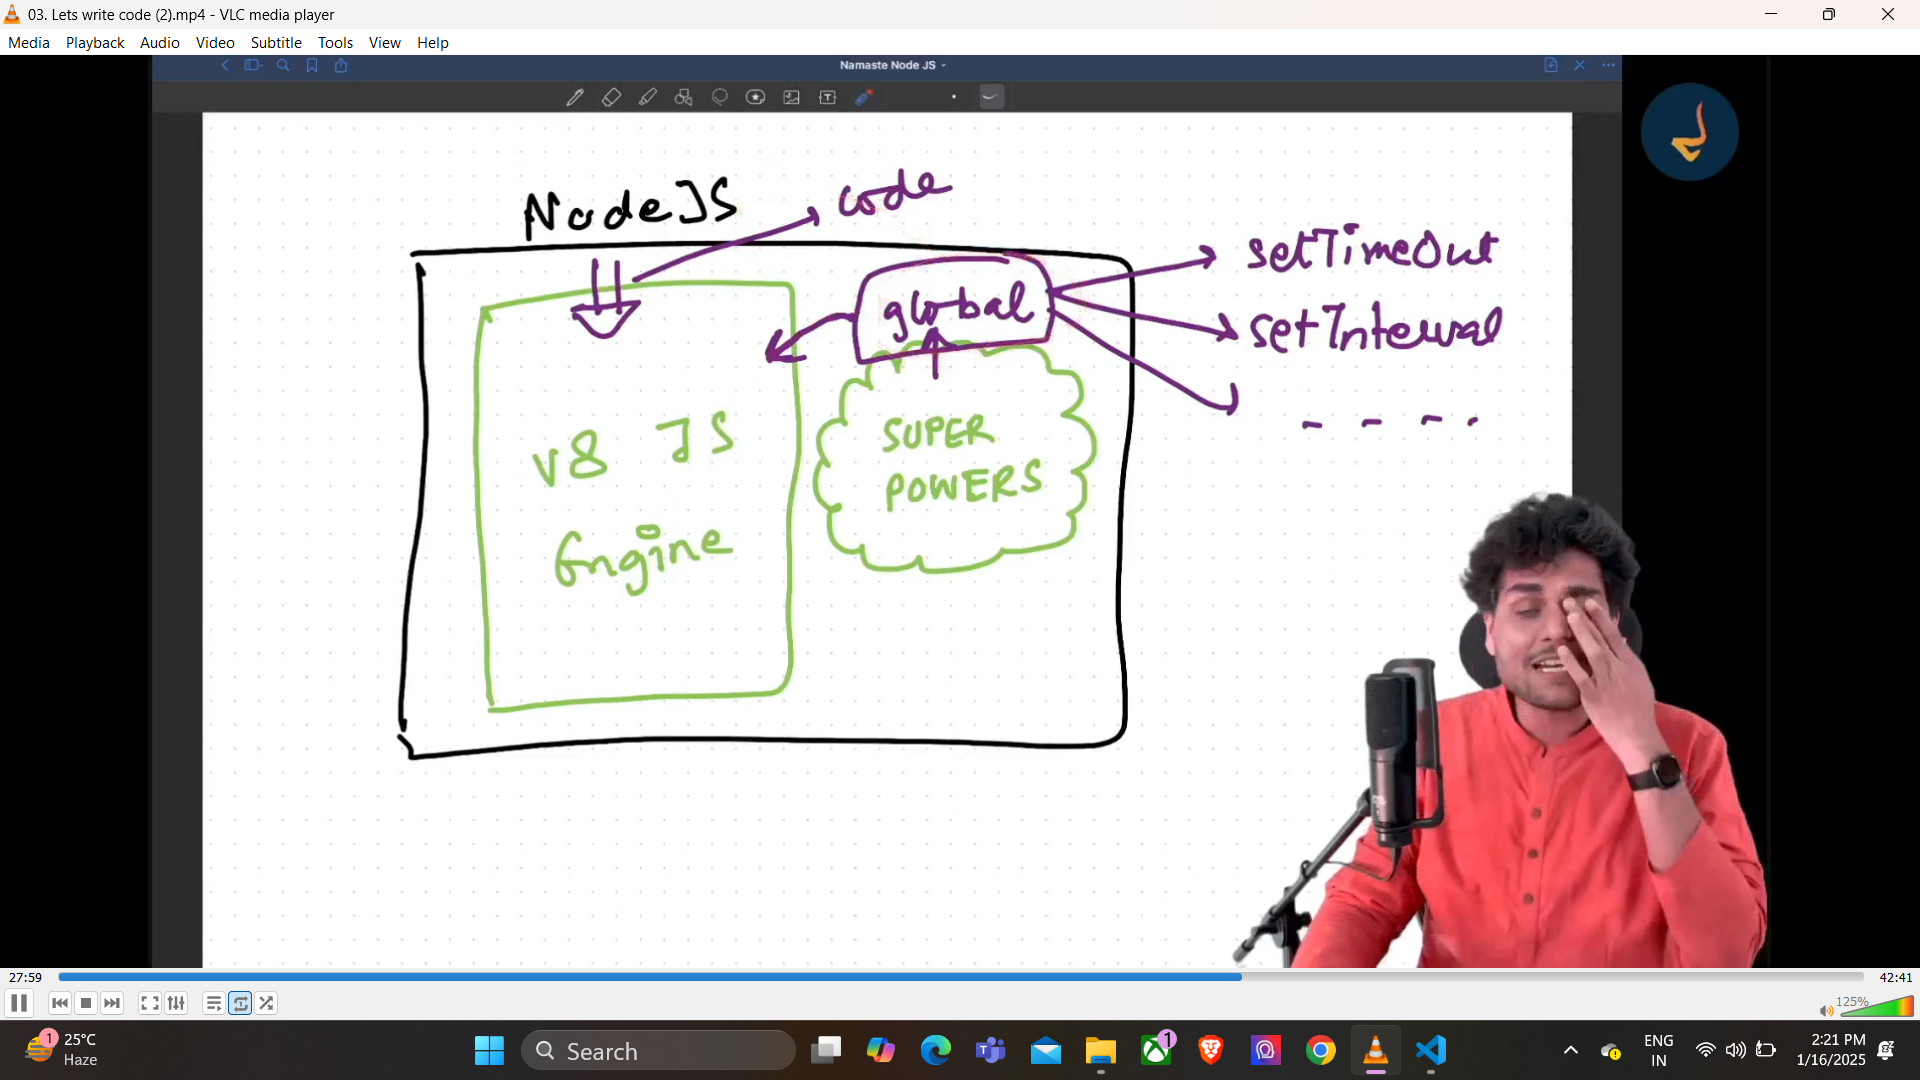 03. Lets write code (2).mp4 - VLC media player
Media Playback Audio Video Subtitle Tools View Help
Namaste Node JS
NodeJS
code
global
setTimeOut
setInterval
- - - -
SUPER
POWERS
V8 JS
Engine
27:59
42:41
125%
1
25°C
Haze
Search
1
ENG
IN
2:21 PM
1/16/2025